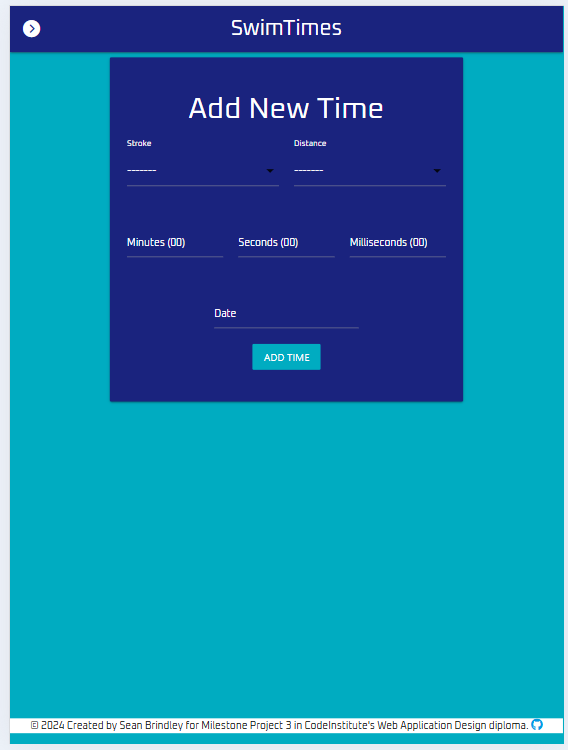 SwimTimes
Add New Time
Stroke Distance
------- -------
Minutes (00) Seconds (00) Milliseconds (00)
Date
ADD TIME
© 2024 Created by Sean Brindley for Milestone Project 3 in CodeInstitute's Web Application Design diploma.